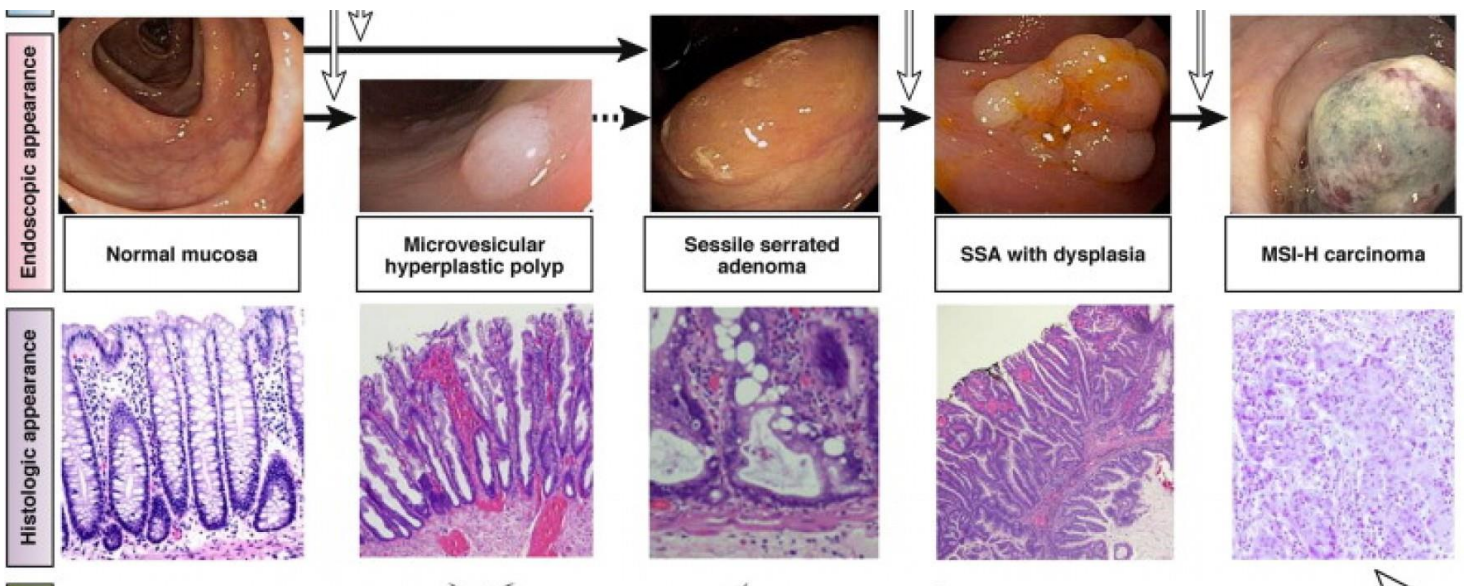 Endoscopic appearance
Normal mucosa
Microvesicular
hyperplastic polyp
Sessile serrated
adenoma
SSA with dysplasia
MSI-H carcinoma
Histologic appearance